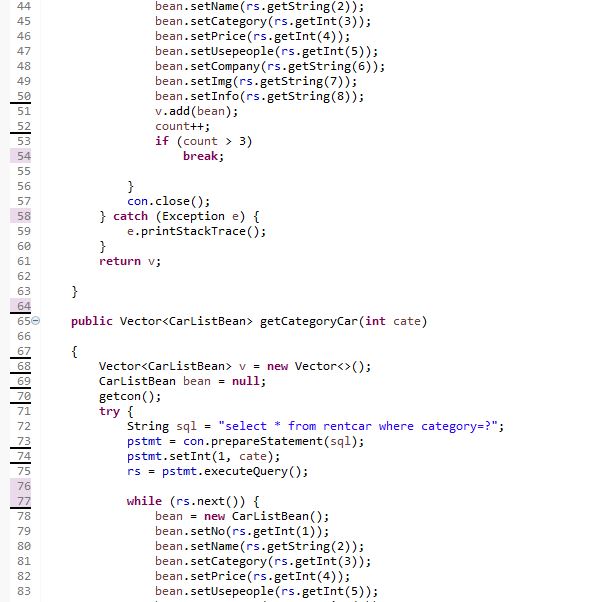 44 bean.setName(rs.getString(2));
45 bean.setCategory(rs.getInt(3));
46 bean.setPrice(rs.getInt(4));
47 bean.setUsepeople(rs.getInt(5));
48 bean.setCompany(rs.getString(6));
49 bean.setImg(rs.getString(7));
50 bean.setInfo(rs.getString(8));
51 v.add(bean);
52 count++;
53 if (count > 3)
54 break;
55
56 }
57 con.close();
58 } catch (Exception e) {
59 e.printStackTrace();
60 }
61 return v;
62
63 }
64
65 public Vector<CarListBean> getCategoryCar(int cate)
66
67 {
68 Vector<CarListBean> v = new Vector<>();
69 CarListBean bean = null;
70 getcon();
71 try {
72 String sql = "select * from rentcar where category=?";
73 pstmt = con.prepareStatement(sql);
74 pstmt.setInt(1, cate);
75 rs = pstmt.executeQuery();
76
77 while (rs.next()) {
78 bean = new CarListBean();
79 bean.setNo(rs.getInt(1));
80 bean.setName(rs.getString(2));
81 bean.setCategory(rs.getInt(3));
82 bean.setPrice(rs.getInt(4));
83 bean.setUsepeople(rs.getInt(5));